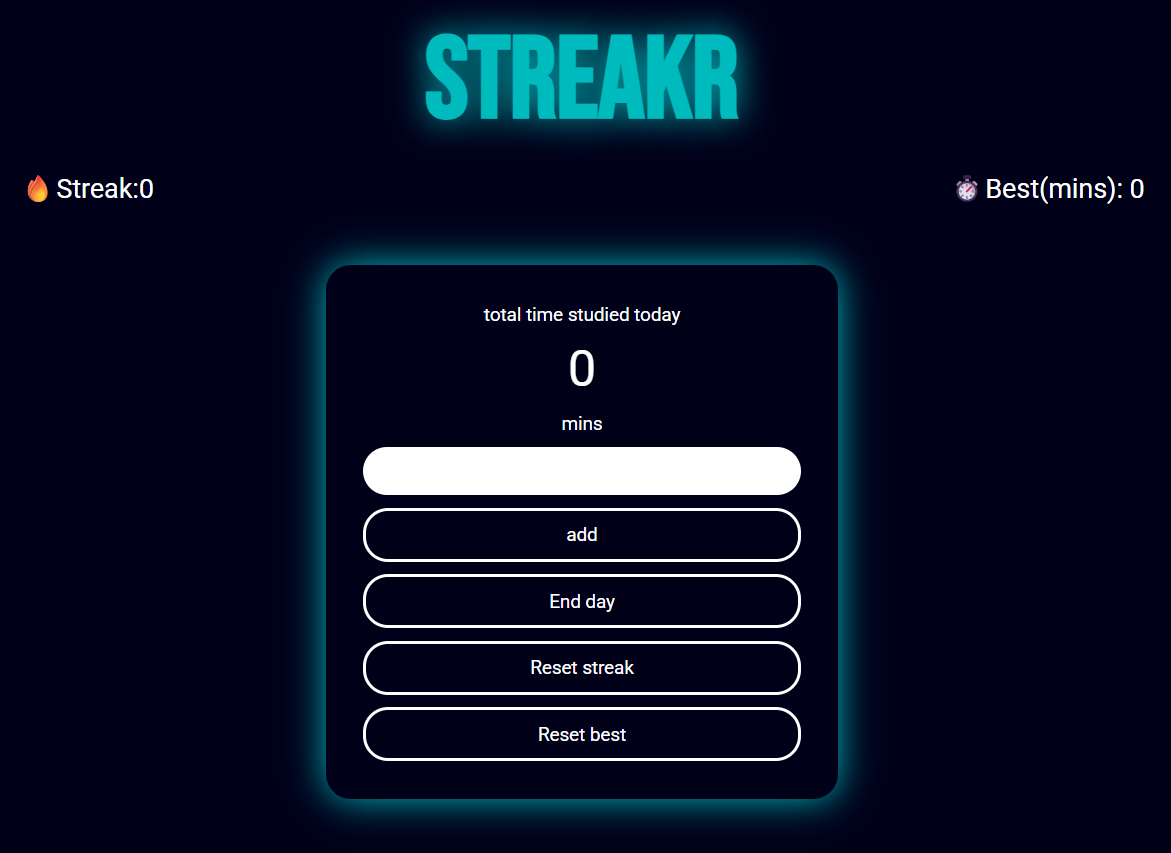 STREAKR
🔥 Streak:0
⏱️ Best(mins): 0
total time studied today
0
mins
add
End day
Reset streak
Reset best